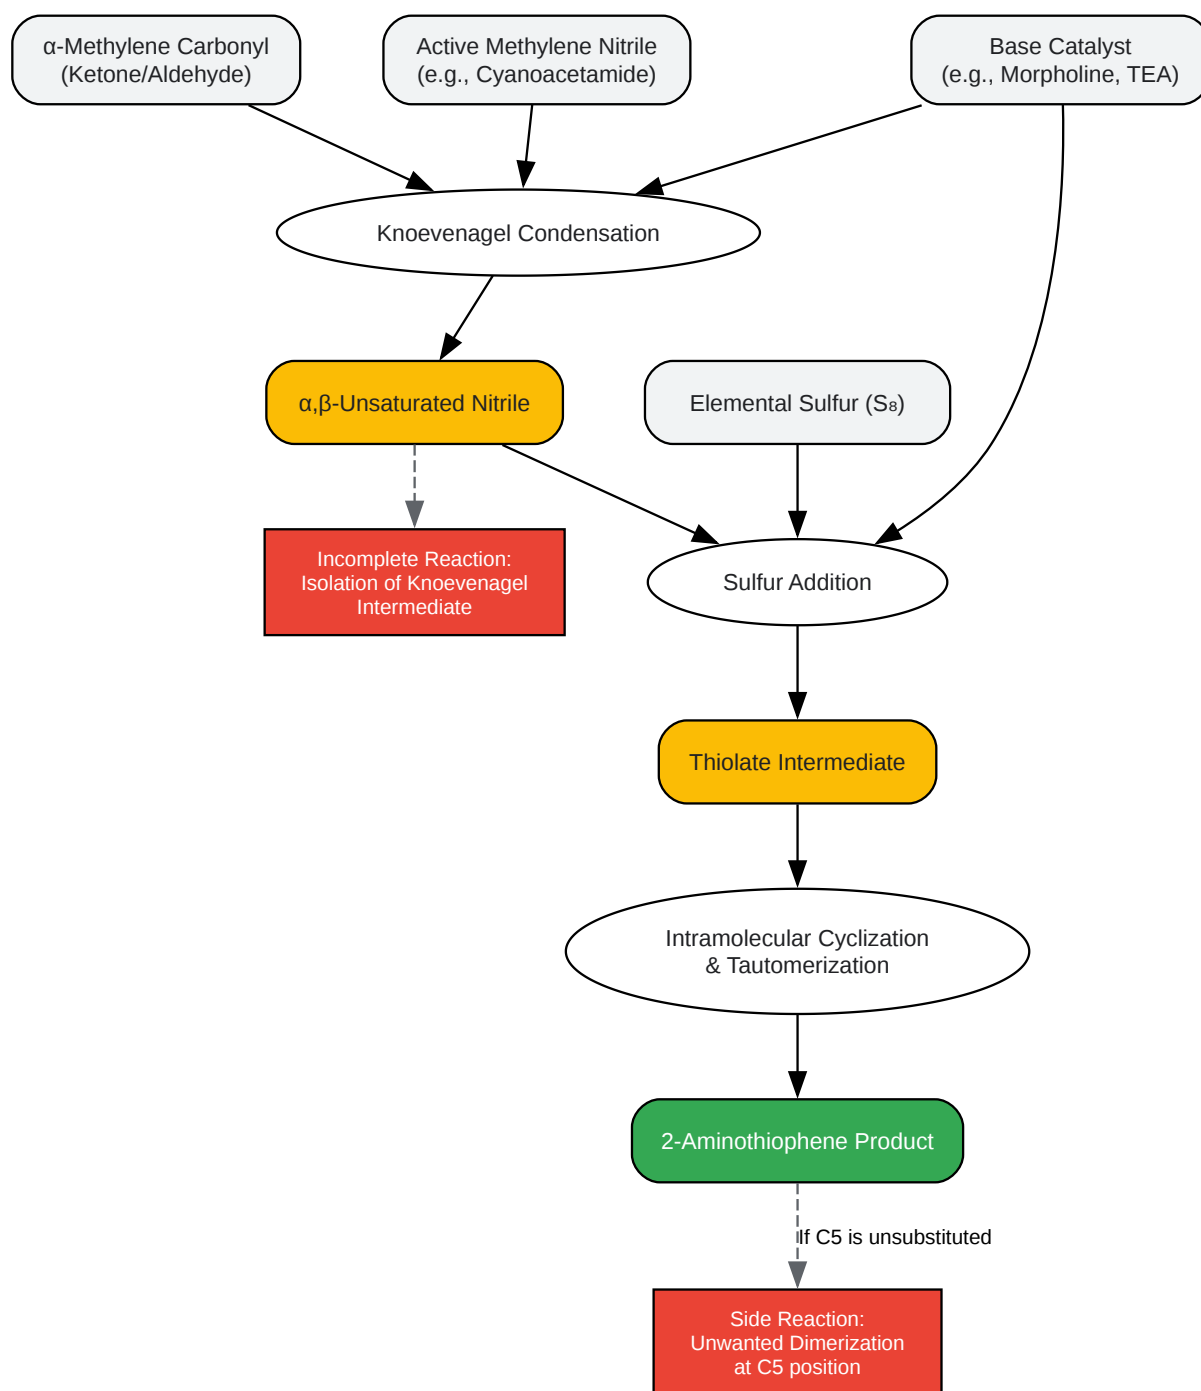 α-Methylene Carbonyl
(Ketone/Aldehyde)
Active Methylene Nitrile
(e.g., Cyanoacetamide)
Base Catalyst
(e.g., Morpholine, TEA)
Knoevenagel Condensation
α,β-Unsaturated Nitrile
Elemental Sulfur (S₈)
Incomplete Reaction:
Isolation of Knoevenagel
Intermediate
Sulfur Addition
Thiolate Intermediate
Intramolecular Cyclization
& Tautomerization
2-Aminothiophene Product
If C5 is unsubstituted
Side Reaction:
Unwanted Dimerization
at C5 position